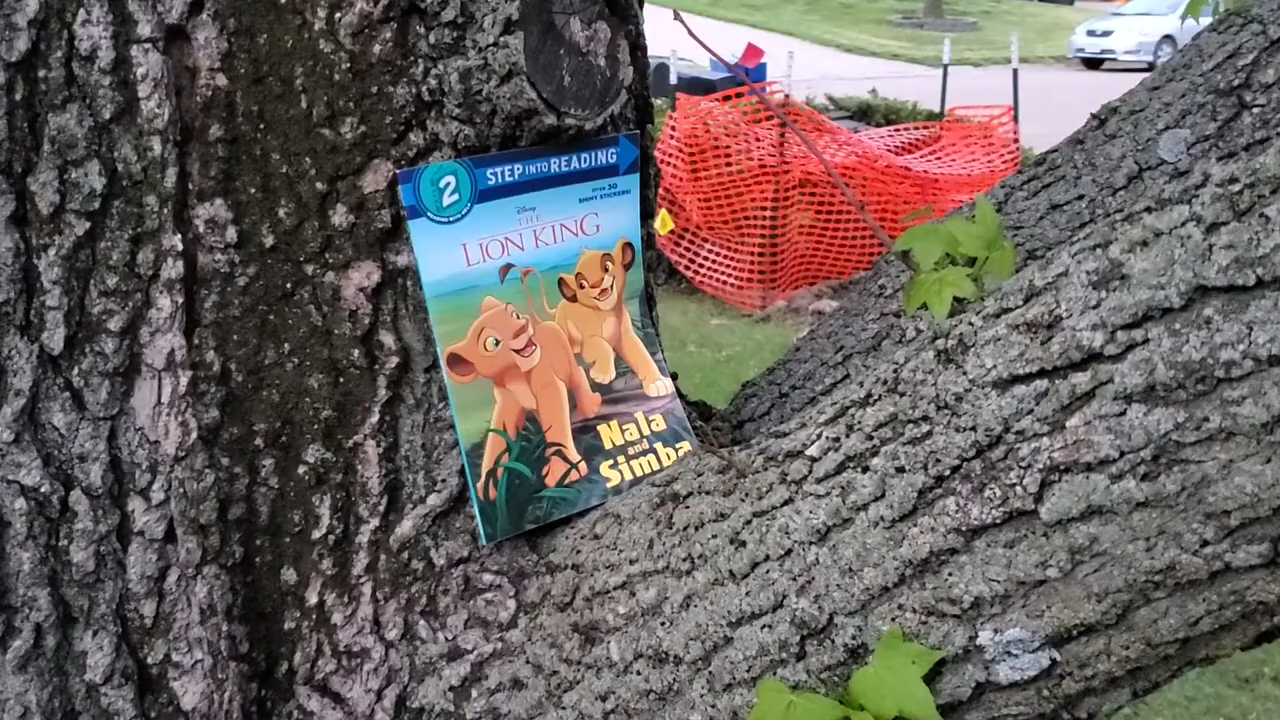 STEP INTO READING
2
OVER 30
SHINY STICKERS!
Disney
THE
LION KING
Nala
and
Simba